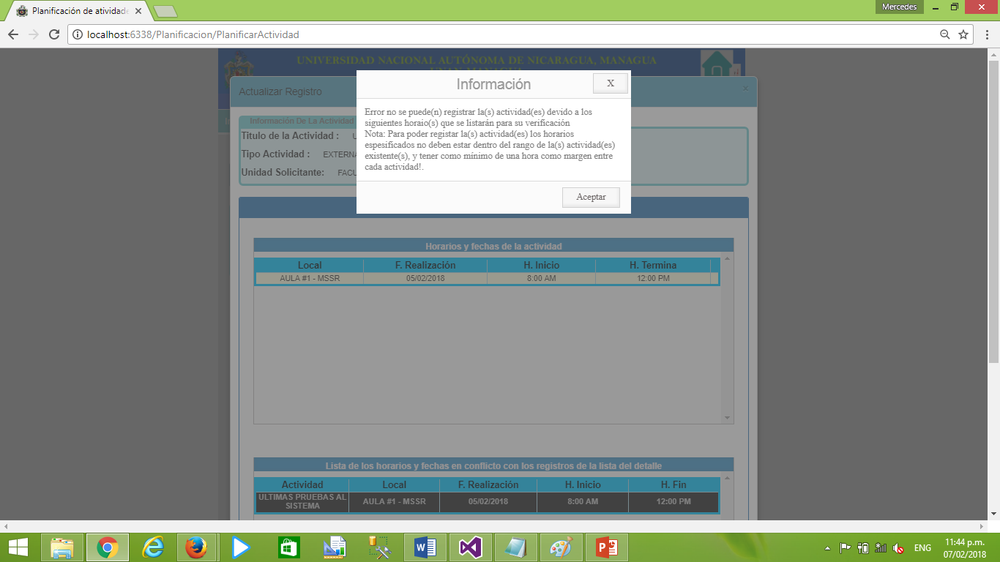 Planificación de atividade
Mercedes
localhost:6338/Planificacion/PlanificarActividad
UNIVERSIDAD NACIONAL AUTÓNOMA DE NICARAGUA, MANAGUA
Actualizar Registro
x
Información
X
Error no se puede(n) registrar la(s) actividad(es) devido a los
siguientes horaio(s) que se listarán para su verificación
Nota: Para poder registar la(s) actividad(es) los horarios
espesificados no deben estar dentro del rango de la(s) actividad(es)
existente(s), y tener como mínimo de una hora como margen entre
cada actividad!.
Aceptar
Información De La Actividad
Titulo de la Actividad : U
Tipo Actividad : EXTERNA
Unidad Solicitante: FACU
Horarios y fechas de la actividad
Local F. Realización H. Inicio H. Termina
AULA #1 - MSSR 05/02/2018 8:00 AM 12:00 PM
Lista de los horarios y fechas en conflicto con los registros de la lista del detalle
Actividad Local F. Realización H. Inicio H. Fin
ULTIMAS PRUEBAS AL
SISTEMA
AULA #1 - MSSR 05/02/2018 8:00 AM 12:00 PM
ENG
11:44 p.m.
07/02/2018